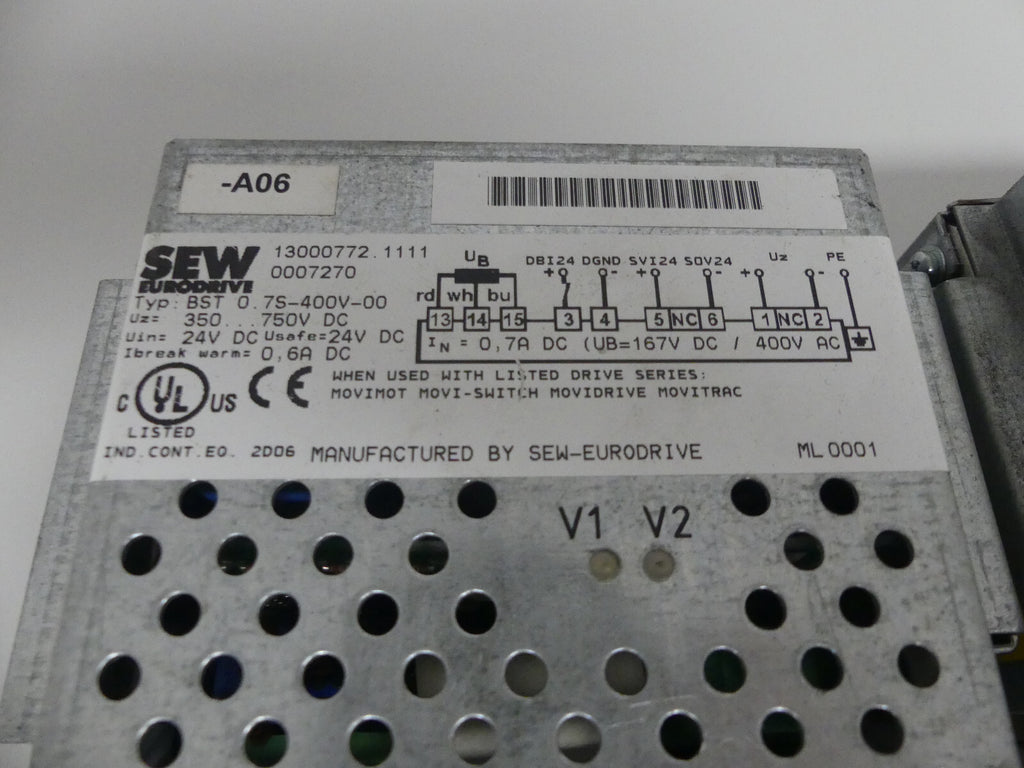 -A06
SEW
EURODRIVE
13000772.1111
0007270
Typ: BST 0.7S-400V-00
Uz= 350...750V DC
Uin= 24V DC Usafe=24V DC
Ibreak warm= 0,6A DC
UB DBI24 DGND SVI24 SOV24 Uz PE
+ - + - + -
rd wh bu
13 14 15 3 4 5 NC 6 1 NC 2
IN = 0,7A DC (UB=167V DC / 400V AC
C UL US CE
LISTED
WHEN USED WITH LISTED DRIVE SERIES:
MOVIMOT MOVI-SWITCH MOVIDRIVE MOVITRAC
IND.CONT.EQ. 2D06 MANUFACTURED BY SEW-EURODRIVE ML0001
V1 V2